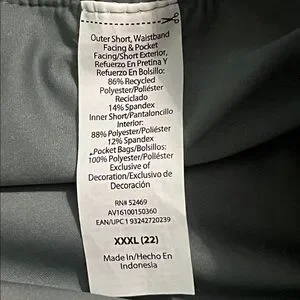 Outer Short, Waistband
Facing & Pocket
Facing/Short Exterior,
Refuerzo En Pretina Y
Refuerzo En Bolsillo:
86% Recycled
Polyester/Poliéster
Reciclado
14% Spandex
Inner Short/Pantaloncillo
Interior:
88% Polyester/Poliéster
12% Spandex
Pocket Bags/Bolsillos:
100% Polyester/Poliéster
Exclusive of
Decoration/Exclusivo de
Decoración
RN# 52469
AV16100150360
EAN/UPC:1 93242720239
XXXL (22)
Made In/Hecho En
Indonesia